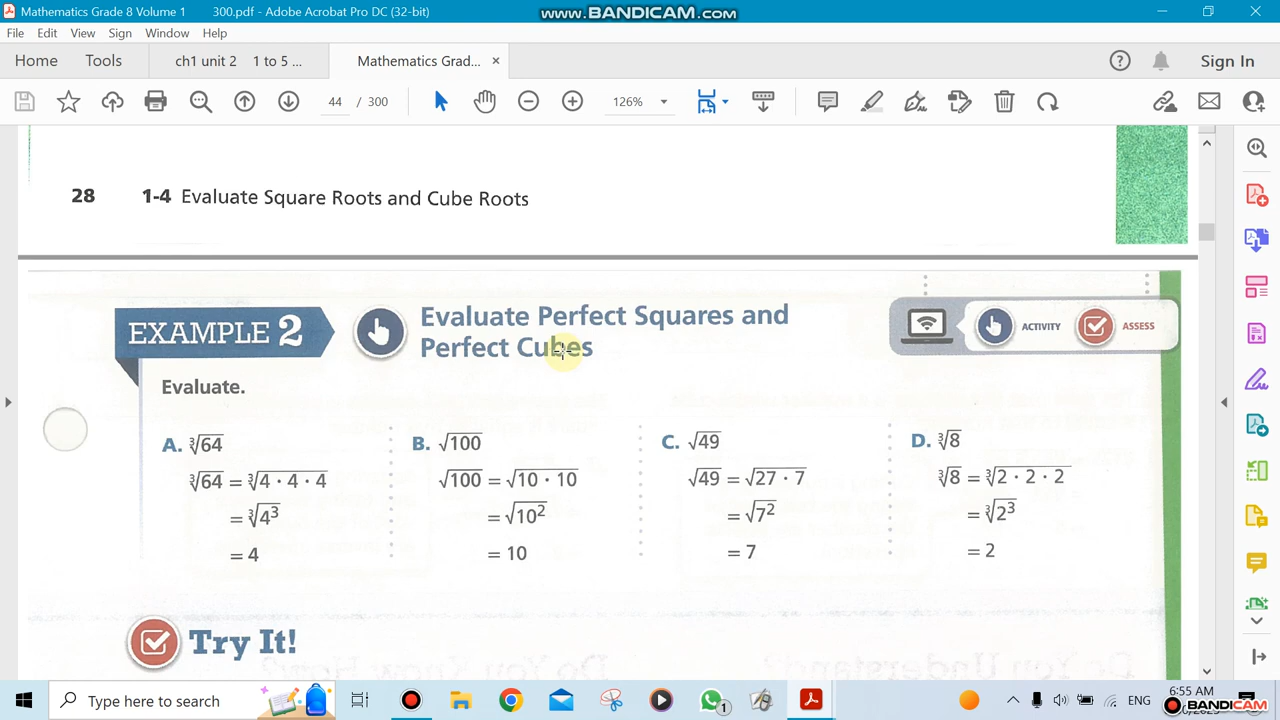 Mathematics Grade 8 Volume 1 300.pdf - Adobe Acrobat Pro DC (32-bit)
www.BANDICAM.com
File Edit View Sign Window Help
Home Tools ch1 unit 2 1 to 5 ... Mathematics Grad... × Sign In
44 / 300 126%
28 1-4 Evaluate Square Roots and Cube Roots
EXAMPLE 2 Evaluate Perfect Squares and
Perfect Cubes
ACTIVITY ASSESS
Evaluate.
A. ∛64 B. √100 C. √49 D. ∛8
∛64 = ∛4 · 4 · 4 √100 = √10 · 10 √49 = √27 · 7 ∛8 = ∛2 · 2 · 2
= ∛4³ = √10² = √7² = ∛2³
= 4 = 10 = 7 = 2
Try It!
Type here to search
1
ENG
6:55 AM
BANDICAM